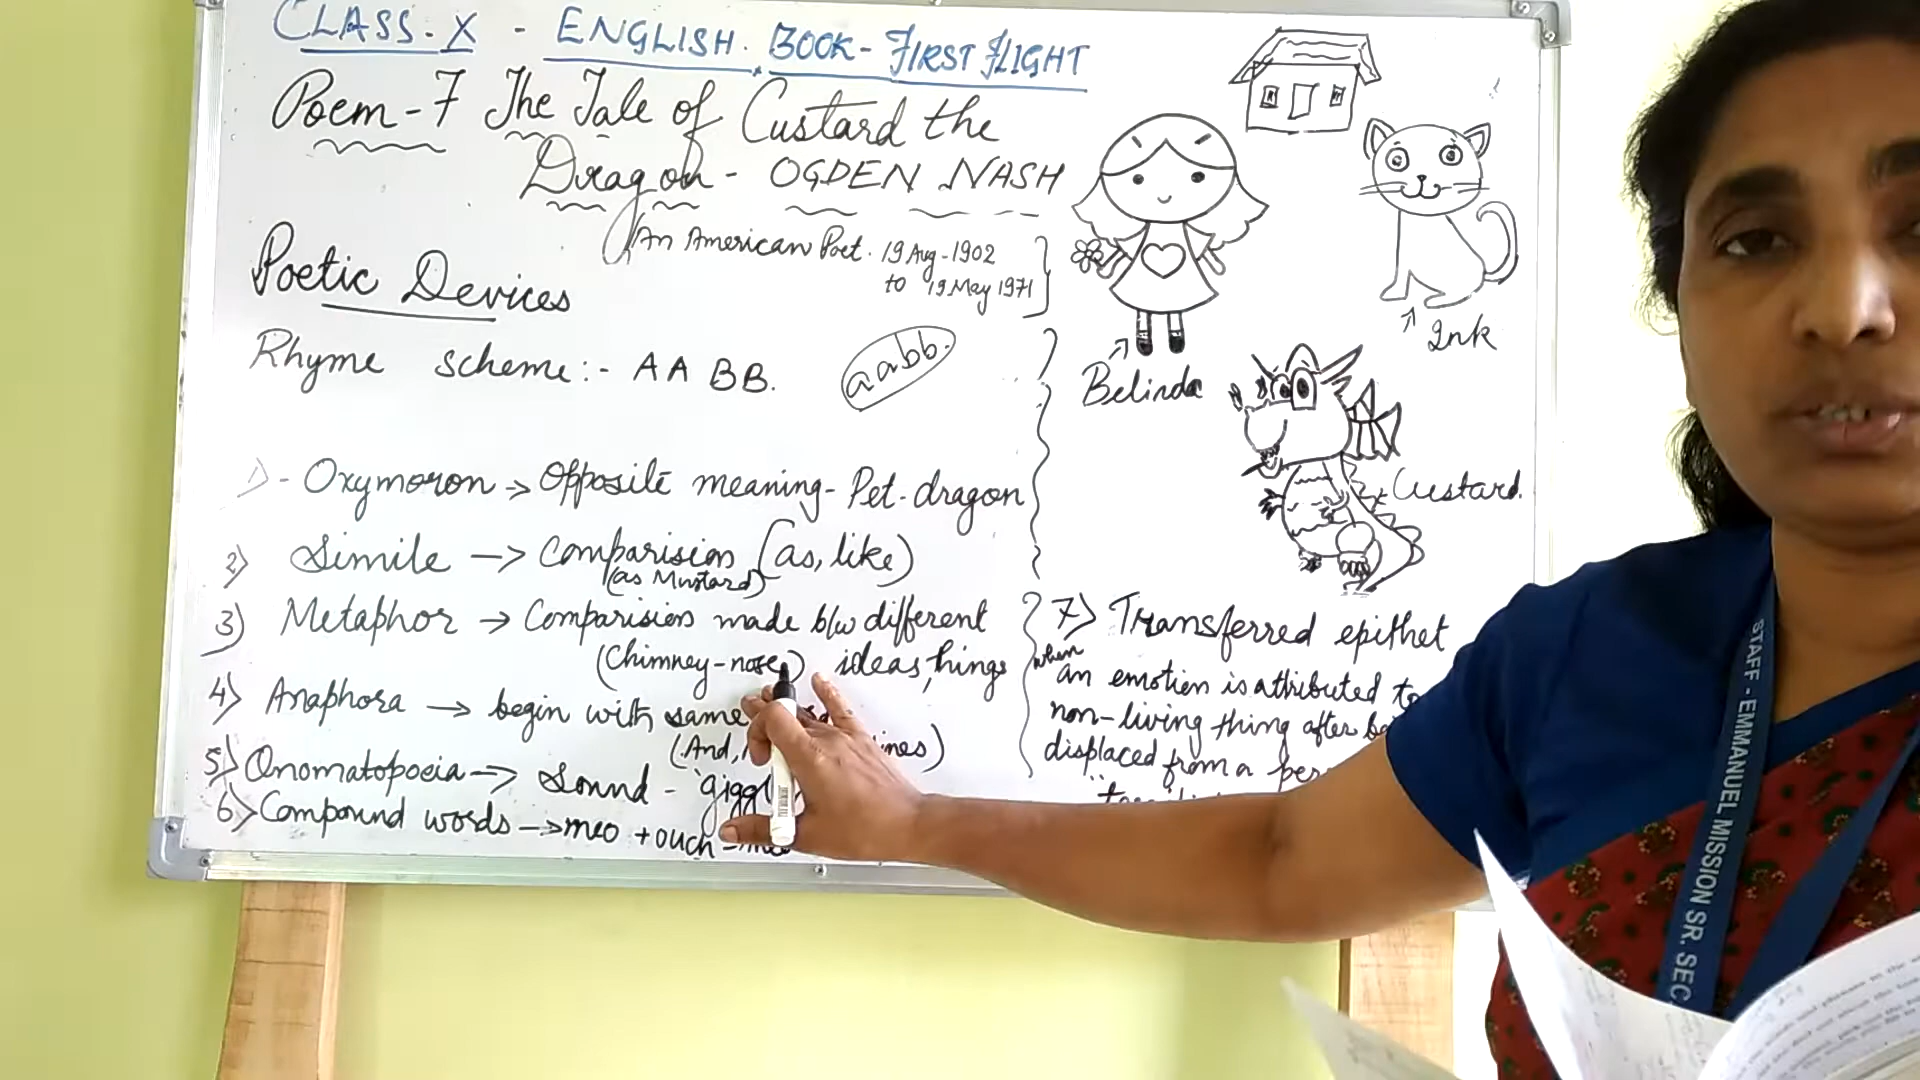 CLASS-X - ENGLISH. BOOK-FIRST FLIGHT
Poem-7 The Tale of Custard the
Dragon - OGDEN NASH
An American Poet. 19 Aug-1902
to 19 May 1971
Poetic Devices
Rhyme scheme:- AA BB.
aabb.
1)- Oxymoron -> Opposite meaning- Pet-dragon
2) Simile -> Comparision (as, like)
(as Mustard)
3) Metaphor -> Comparision made b/w different
(Chimney-nose) ideas, things
4) Anaphora -> begin with same
(And, lines)
5) Onomatopoeia -> Sound - 'giggl
6) Compound words -> meo + ouch -
Belinda
Ink
Custard.
7) Transferred epithet
when
an emotion is attributed to
non-living thing after
displaced from a
STAFF - EMMANUEL MISSION SR. SEC.